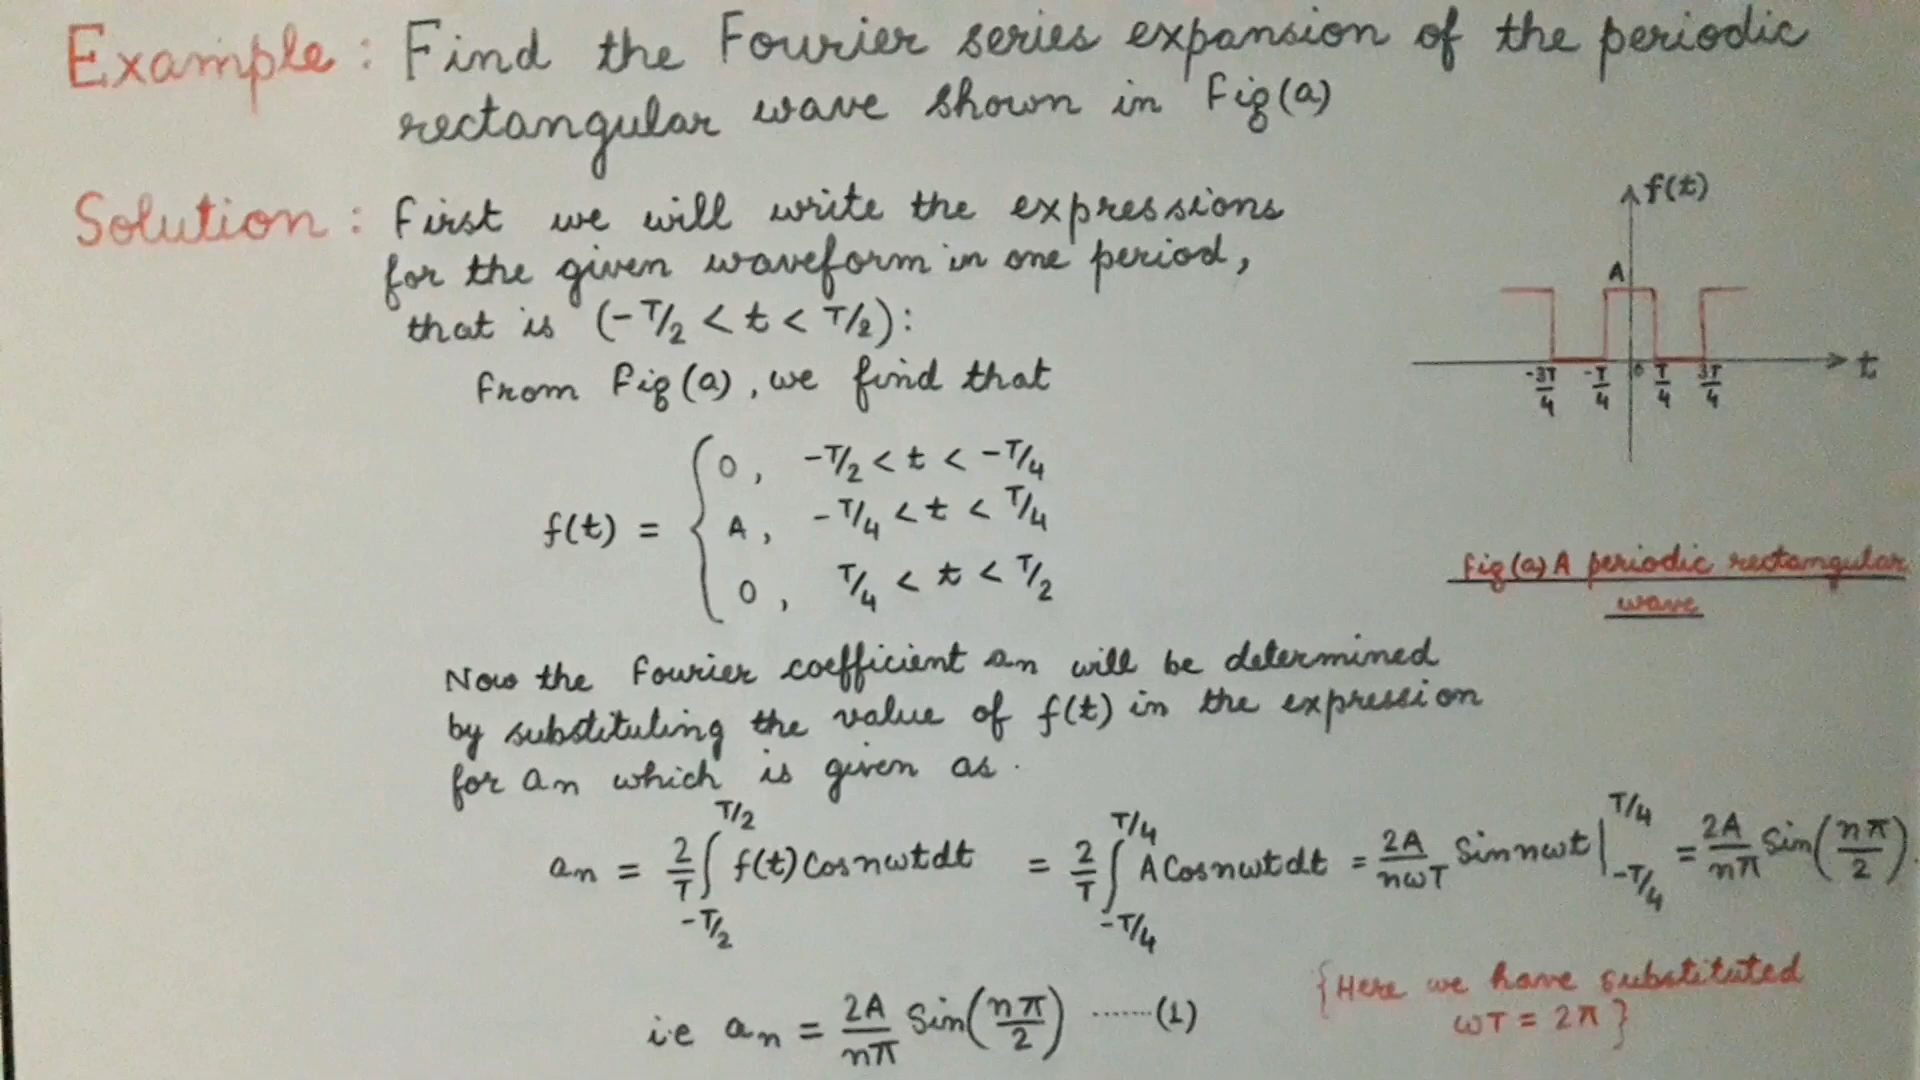 Example: Find the Fourier series expansion of the periodic
rectangular wave shown in Fig(a)
Solution: First we will write the expressions
for the given waveform in one period,
that is (-T/2 < t < T/2):
From Fig(a), we find that
f(t) = { 0, -T/2 < t < -T/4
A, -T/4 < t < T/4
0, T/4 < t < T/2
f(t)
A
-3T/4 -T/4 0 T/4 3T/4 t
Fig(a) A periodic rectangular
wave
Now the Fourier coefficient an will be determined
by substituting the value of f(t) in the expression
for an which is given as.
an = 2/T ∫_{-T/2}^{T/2} f(t) Cos nωt dt = 2/T ∫_{-T/4}^{T/4} A Cos nωt dt = 2A/nωT Sin nωt |_{-T/4}^{T/4} = 2A/nπ Sin(nπ/2).
i.e an = 2A/nπ Sin(nπ/2) ......(1)
{Here we have substituted
ωT = 2π}